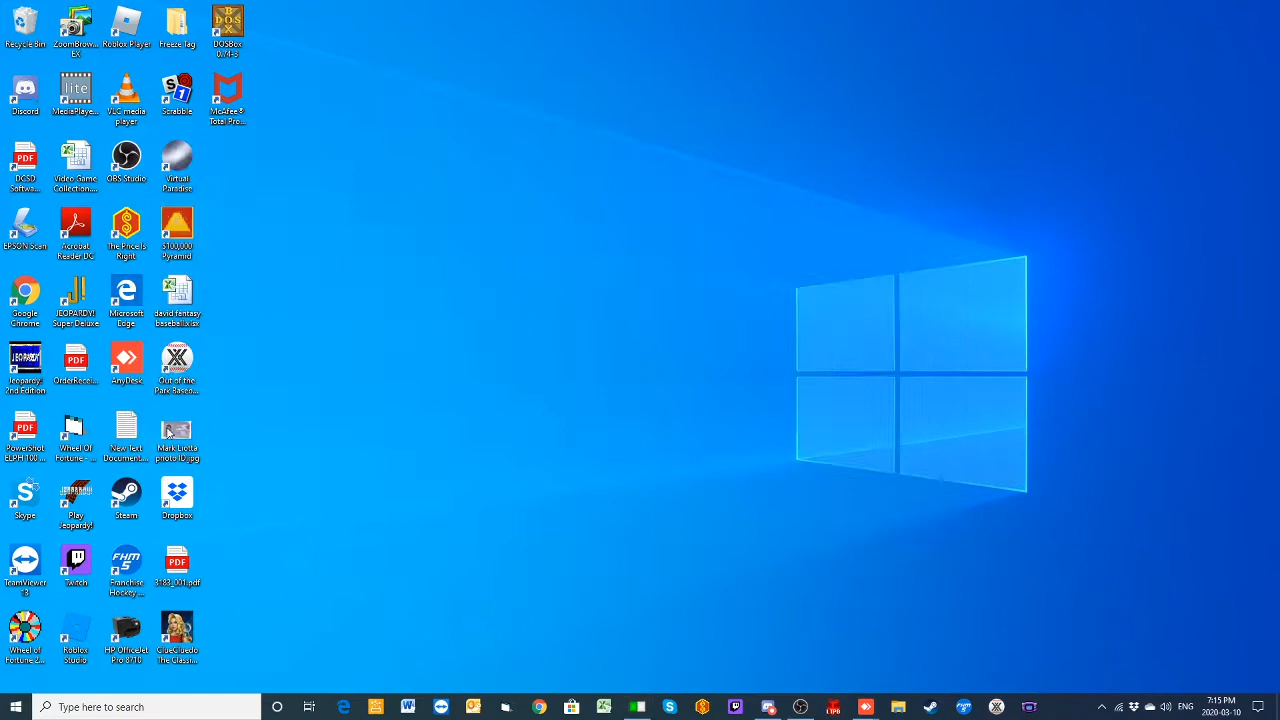 Recycle Bin
ZoomBrow...
EX
Roblox Player
Freeze Tag
DOSBox
0.74-3
Discord
MediaPlaye...
VLC media
player
Scrabble
McAfee®
Total Pro...
DCSD
Softwa...
Video Game
Collection....
OBS Studio
Virtual
Paradise
EPSON Scan
Acrobat
Reader DC
The Price Is
Right
$100,000
Pyramid
Google
Chrome
JEOPARDY!
Super Deluxe
Microsoft
Edge
david fantasy
baseball.xlsx
Jeopardy:
2nd Edition
OrderRecei...
AnyDesk
Out of the
Park Baseb...
PowerShot
ELPH 100 ...
Wheel Of
Fortune - ...
New Text
Document...
Mark Liotta
photo ID.jpg
Skype
Play
Jeopardy!
Steam
Dropbox
TeamViewer
13
Twitch
Franchise
Hockey ...
3183_001.pdf
Wheel of
Fortune 2...
Roblox
Studio
HP OfficeJet
Pro 8710
ClueCluedo
The Classi...
Type here to search
ENG
7:15 PM
2020-03-10